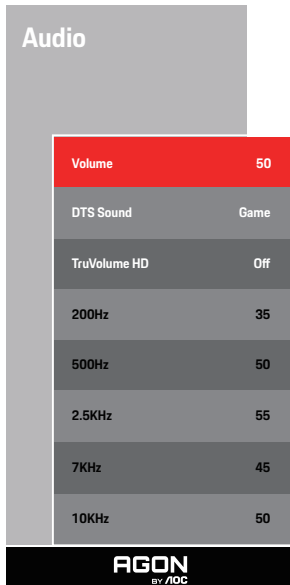 Audio
Volume 50
DTS Sound Game
TruVolume HD Off
200Hz 35
500Hz 50
2.5KHz 55
7KHz 45
10KHz 50
AGON
BY AOC